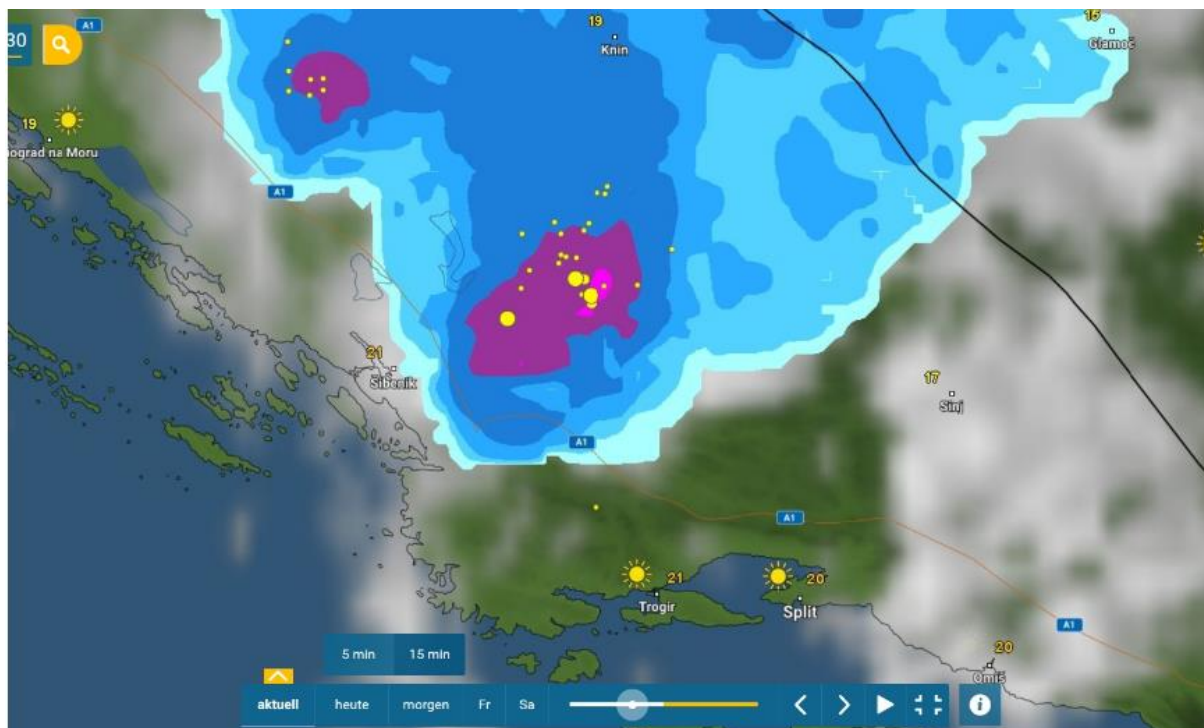 30
A1
19
Knin
15
Glamoč
19
iograd na Moru
A1
21
Šibenik
17
Sinj
A1
A1
21
Trogir
20
Split
A1
20
Omiš
5 min
15 min
aktuell
heute
morgen
Fr
Sa